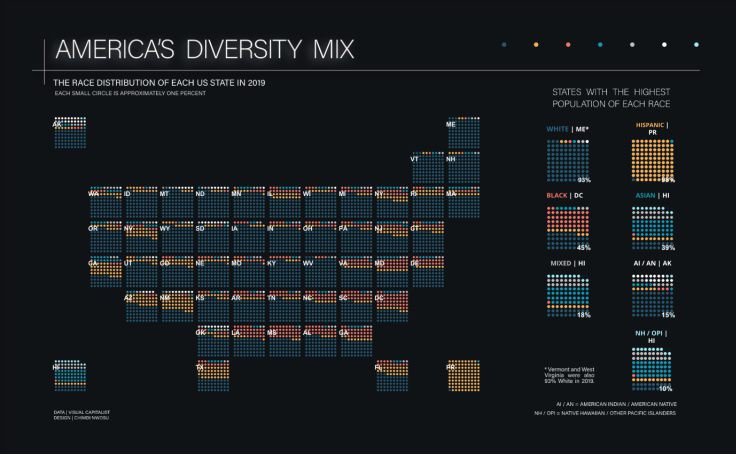 AMERICA'S DIVERSITY MIX
THE RACE DISTRIBUTION OF EACH US STATE IN 2019
EACH SMALL CIRCLE IS APPROXIMATELY ONE PERCENT
STATES WITH THE HIGHEST
POPULATION OF EACH RACE
AK ME
VT NH
WA ID MT ND MN IL WI MI NY RI MA
OR NV WY SD IA IN OH PA NJ CT
CA UT CO NE MO KY WV VA MD DE
AZ NM KS AR TN NC SC DC
OK LA MS AL GA
HI TX FL PR
WHITE | ME*
93%
HISPANIC |
PR
BLACK | DC
45%
ASIAN | HI
39%
MIXED | HI
18%
AI / AN | AK
15%
NH / OPI |
HI
10%
* Vermont and West
Virginia were also
93% White in 2019.
AI / AN = AMERICAN INDIAN / AMERICAN NATIVE
NH / OPI = NATIVE HAWAIIAN / OTHER PACIFIC ISLANDERS
DATA | VISUAL CAPITALIST
DESIGN | CHIMDI NWOSU